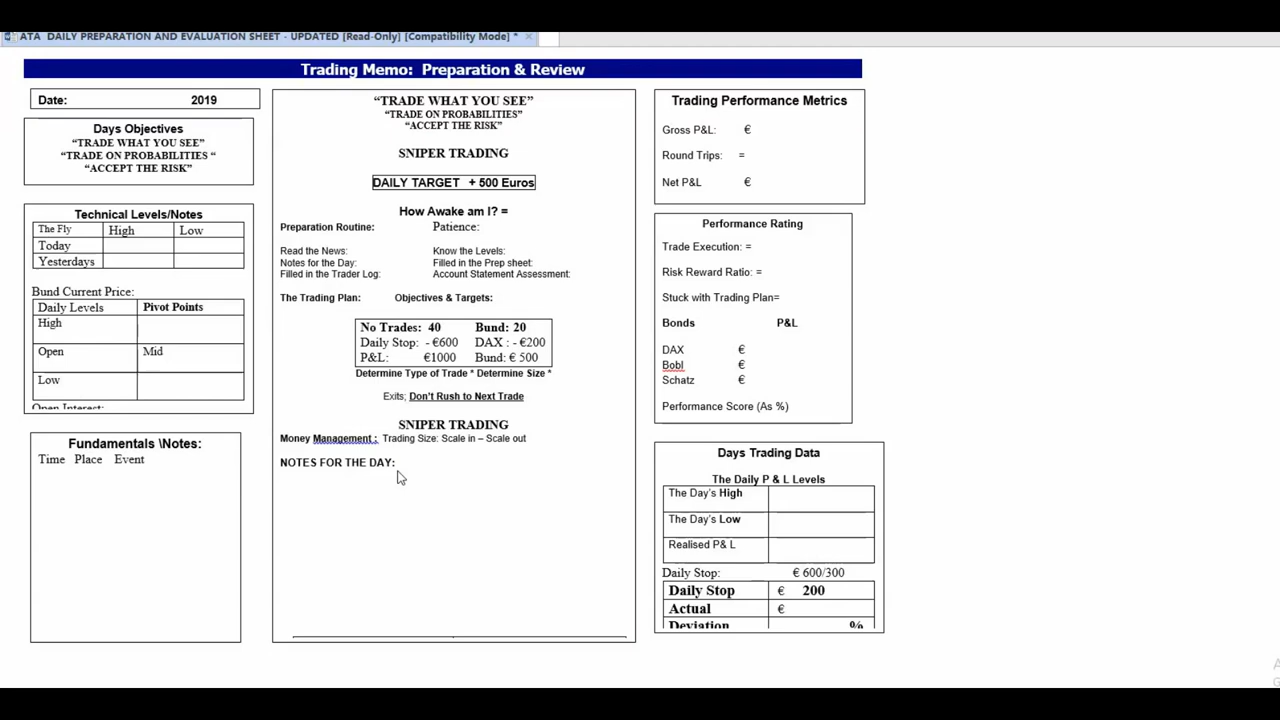 ATA DAILY PREPARATION AND EVALUATION SHEET - UPDATED [Read-Only] [Compatibility Mode] *
Trading Memo: Preparation & Review
Date: 2019
Days Objectives
“TRADE WHAT YOU SEE”
“TRADE ON PROBABILITIES “
“ACCEPT THE RISK”
Technical Levels/Notes
The Fly High Low
Today
Yesterdays
Bund Current Price:
Daily Levels Pivot Points
High
Open Mid
Low
Open Interest:
Fundamentals \Notes:
Time Place Event
“TRADE WHAT YOU SEE”
“TRADE ON PROBABILITIES”
“ACCEPT THE RISK”
SNIPER TRADING
DAILY TARGET + 500 Euros
How Awake am I? =
Preparation Routine: Patience:
Read the News: Know the Levels:
Notes for the Day: Filled in the Prep sheet:
Filled in the Trader Log: Account Statement Assessment:
The Trading Plan: Objectives & Targets:
No Trades: 40 Bund: 20
Daily Stop: - €600 DAX : - €200
P&L: €1000 Bund: € 500
Determine Type of Trade * Determine Size *
Exits; Don’t Rush to Next Trade
SNIPER TRADING
Money Management : Trading Size: Scale in – Scale out
NOTES FOR THE DAY:
Trading Performance Metrics
Gross P&L: €
Round Trips: =
Net P&L €
Performance Rating
Trade Execution: =
Risk Reward Ratio: =
Stuck with Trading Plan=
Bonds P&L
DAX €
Bobl €
Schatz €
Performance Score (As %)
Days Trading Data
The Daily P & L Levels
The Day’s High
The Day’s Low
Realised P& L
Daily Stop: € 600/300
Daily Stop € 200
Actual €
Deviation %